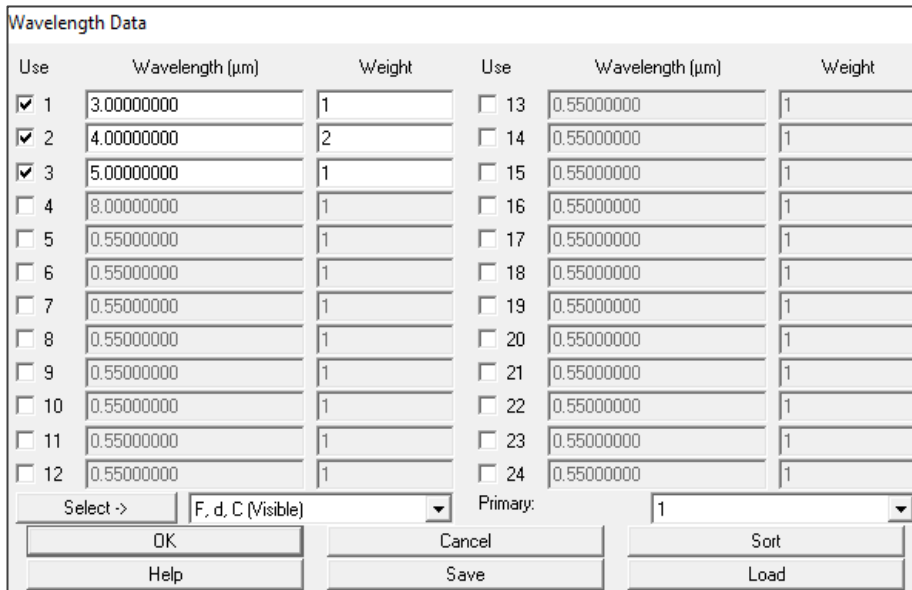 Wavelength Data
Use Wavelength (µm) Weight Use Wavelength (µm) Weight
1 3.00000000 1 13 0.55000000 1
2 4.00000000 2 14 0.55000000 1
3 5.00000000 1 15 0.55000000 1
4 8.00000000 1 16 0.55000000 1
5 0.55000000 1 17 0.55000000 1
6 0.55000000 1 18 0.55000000 1
7 0.55000000 1 19 0.55000000 1
8 0.55000000 1 20 0.55000000 1
9 0.55000000 1 21 0.55000000 1
10 0.55000000 1 22 0.55000000 1
11 0.55000000 1 23 0.55000000 1
12 0.55000000 1 24 0.55000000 1
Select -> F, d, C (Visible) Primary: 1
OK Cancel Sort
Help Save Load